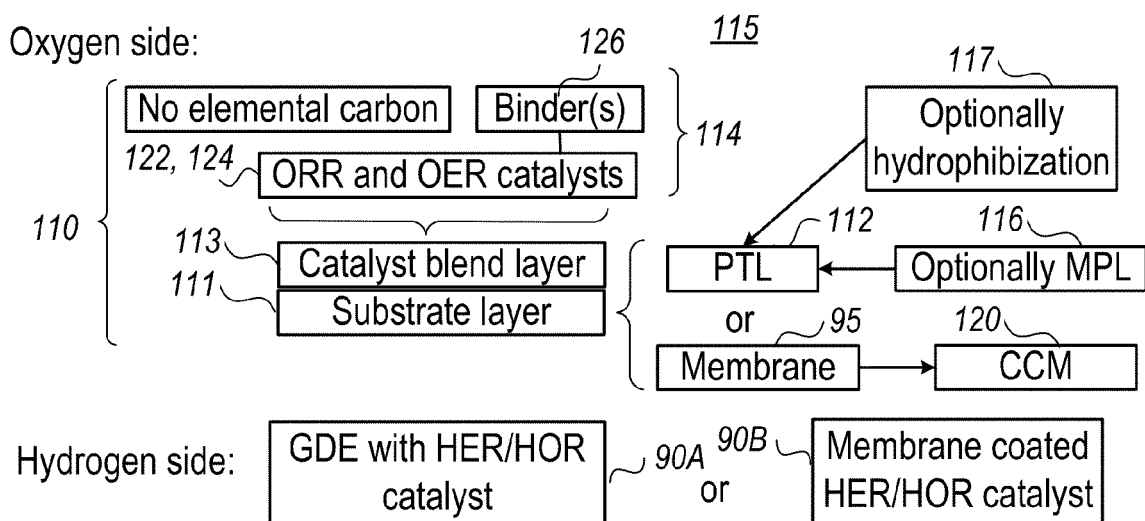 Oxygen side:
115
126
117
No elemental carbon
Binder(s)
114
Optionally
hydrophibization
122, 124
ORR and OER catalysts
110
113
Catalyst blend layer
112
116
111
Substrate layer
PTL
Optionally MPL
or
95
120
Membrane
CCM
Hydrogen side:
GDE with HER/HOR
catalyst
90A
or
90B
Membrane coated
HER/HOR catalyst